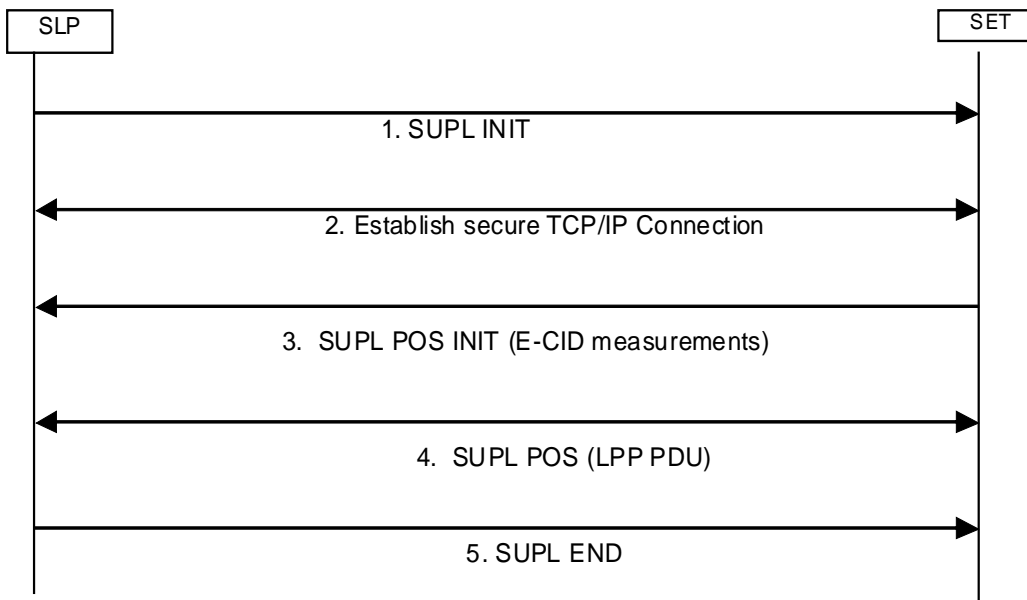 SLP
SET
1. SUPL INIT
2. Establish secure TCP/IP Connection
3. SUPL POS INIT (E-CID measurements)
4. SUPL POS (LPP PDU)
5. SUPL END